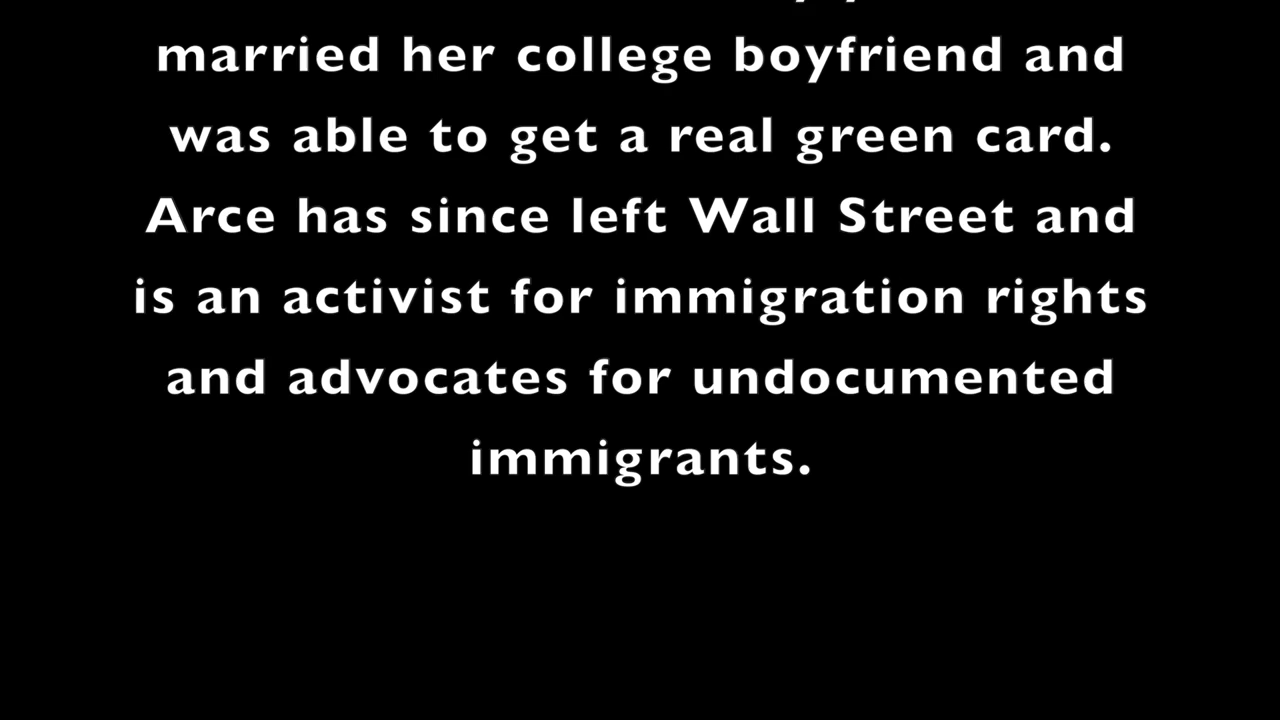 married her college boyfriend and
was able to get a real green card.
Arce has since left Wall Street and
is an activist for immigration rights
and advocates for undocumented
immigrants.